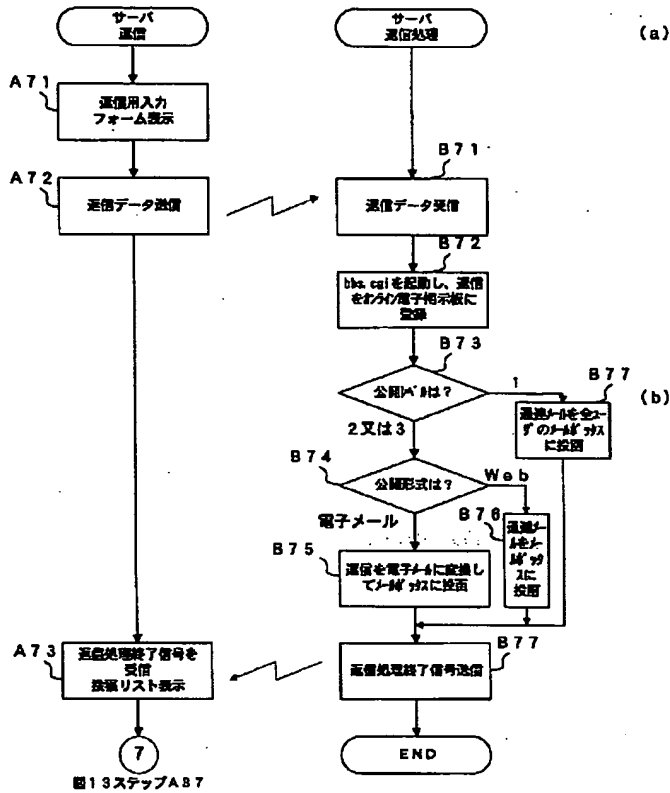 サーバ
返信
サーバ
返信処理
(a)
A71
返信用入力
フォーム表示
A72
返信データ送信
B71
返信データ受信
B72
bbs.cgiを起動し、返信
をオンライン電子掲示板に
登録
B73
公開レベルは?
1
B77
(b)
通達メールを全ユー
ザのメールボックス
に投函
2又は3
B74
公開形式は?
Web
電子メール
B76
通達メー
ルをメー
ルボック
スに
投函
B75
返信を電子メールに変換し
てメールボックスに投函
A73
返信処理終了信号を
受信
投稿リスト表示
B77
返信処理終了信号送信
7
END
図13ステップA37